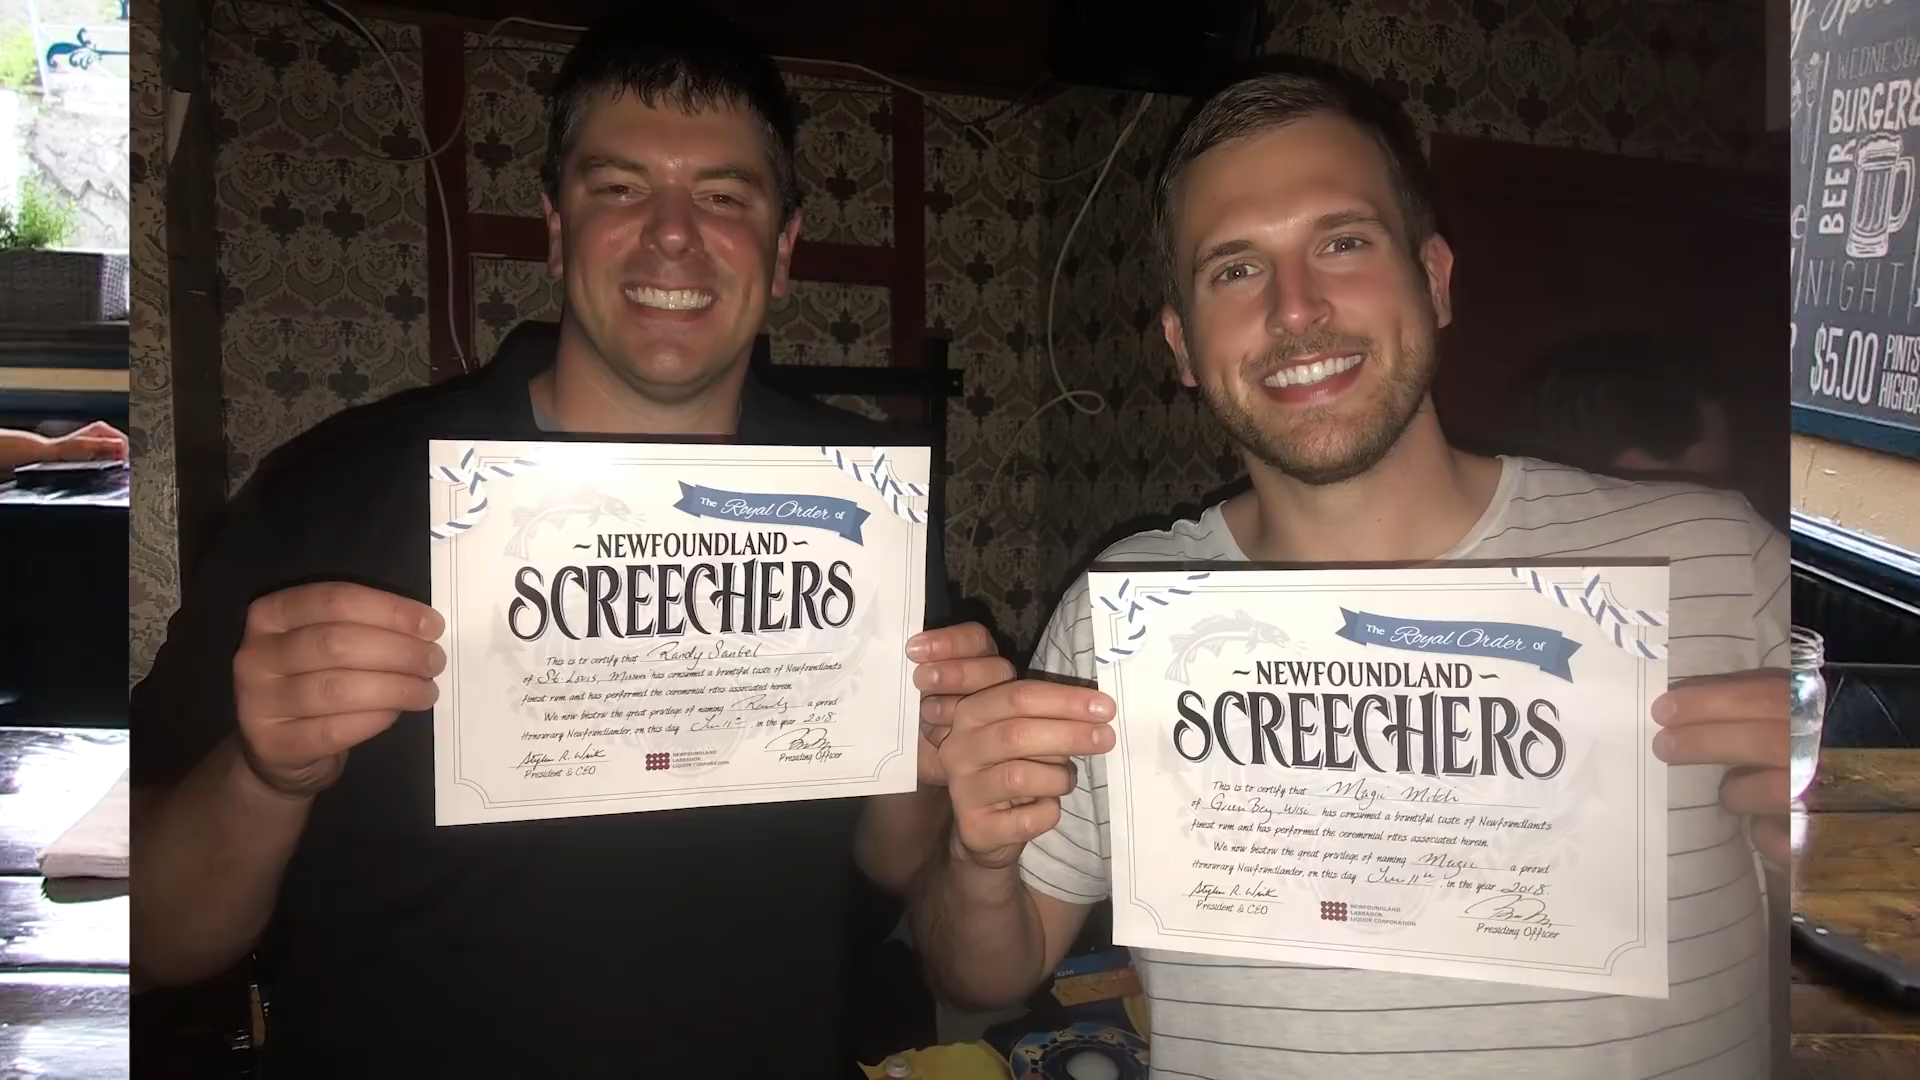 The Royal Order of
~ NEWFOUNDLAND ~
SCREECHERS
This is to certify that Randy Santel
of St. Louis, has consumed a bountiful taste of Newfoundland's
finest rum and has performed the ceremonial rites associated herein.
We now bestow the great privilege of naming Randy a proud
Honourary Newfoundlander, on this day 11th, in the year 2018.
President & CEO
NEWFOUNDLAND
LABRADOR
LIQUOR CORPORATION
Presiding Officer
The Royal Order of
~ NEWFOUNDLAND ~
SCREECHERS
This is to certify that Magic Mitch
of Green Bay, Wisc has consumed a bountiful taste of Newfoundland's
finest rum and has performed the ceremonial rites associated herein.
We now bestow the great privilege of naming Magic a proud
Honourary Newfoundlander, on this day 11th, in the year 2018.
President & CEO
NEWFOUNDLAND
LABRADOR
LIQUOR CORPORATION
Presiding Officer
WEDNESDA
BURGERS
BEER
NIGHT
$5.00 PINTS
HIGHBA